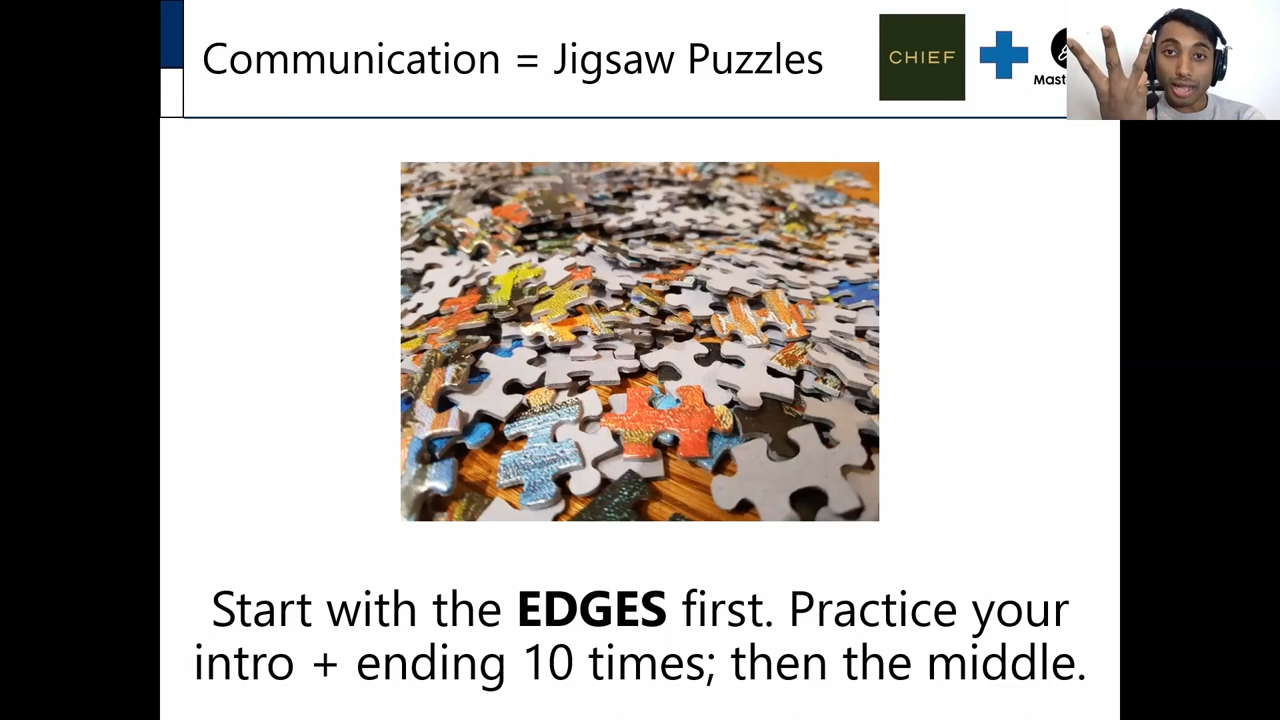 Communication = Jigsaw Puzzles
CHIEF
Start with the EDGES first. Practice your
intro + ending 10 times; then the middle.